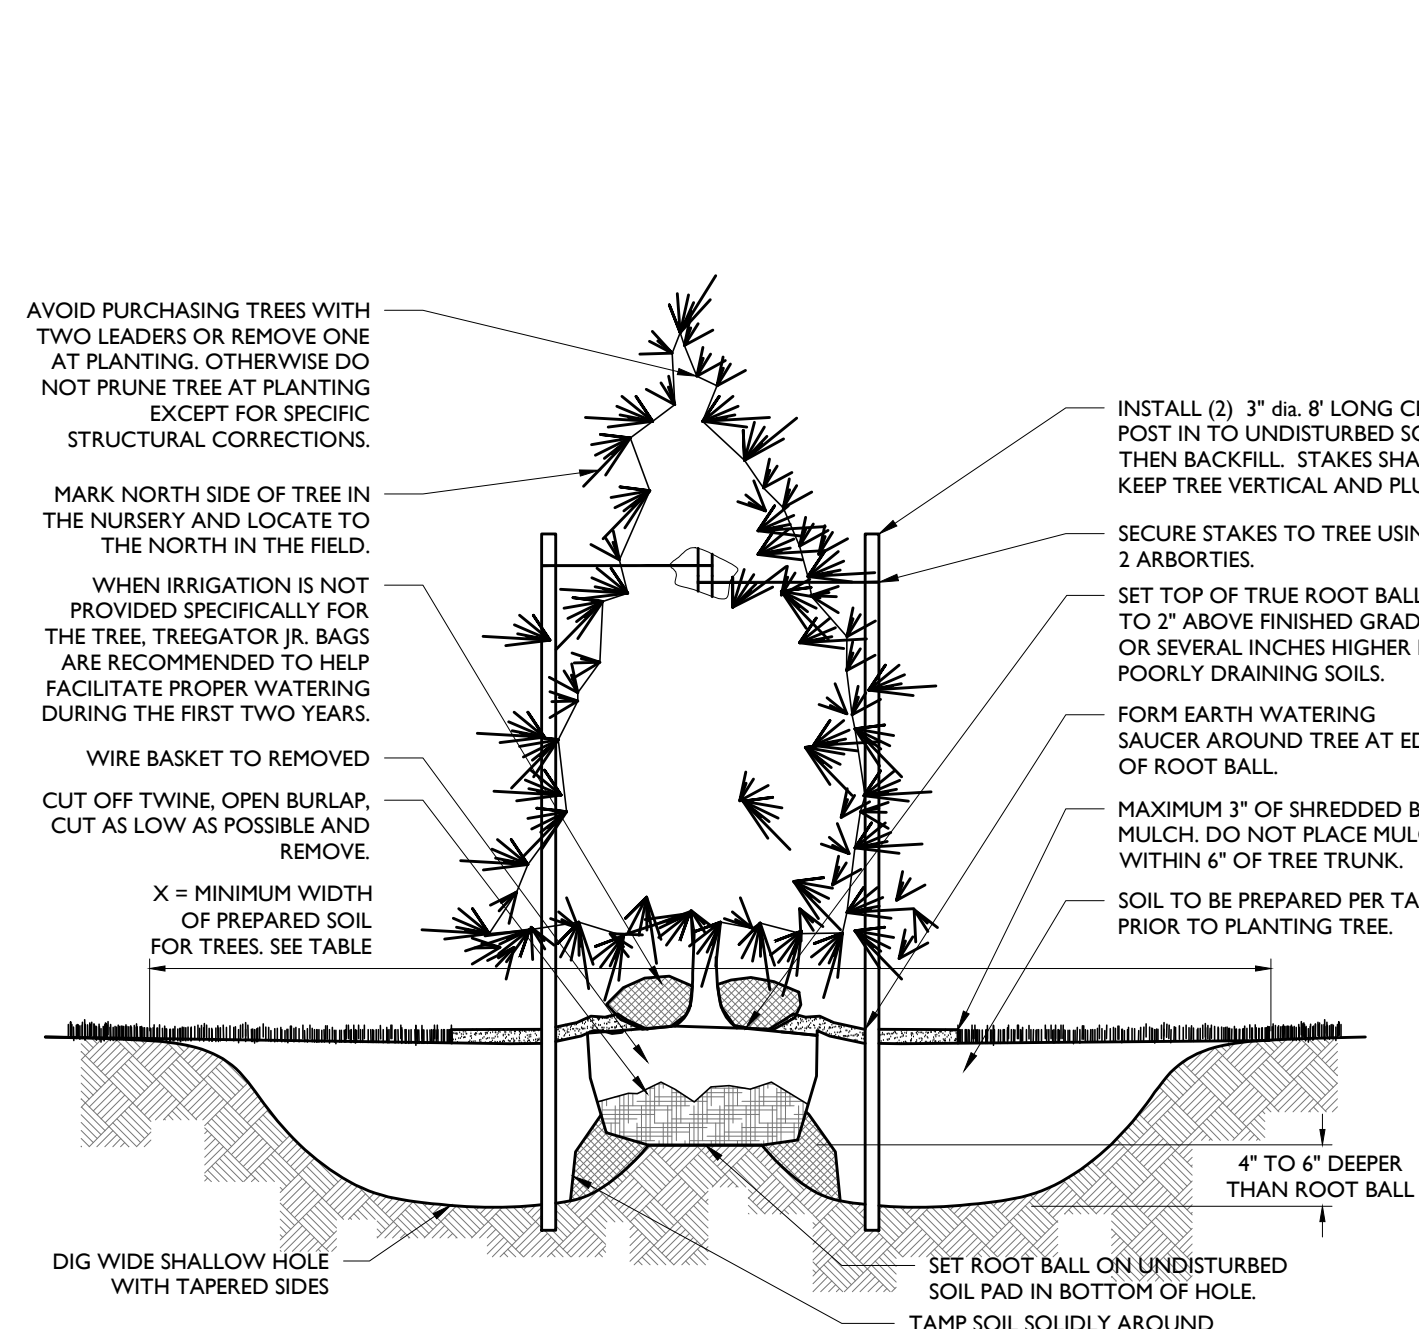 AVOID PURCHASING TREES WITH
TWO LEADERS OR REMOVE ONE
AT PLANTING. OTHERWISE DO
NOT PRUNE TREE AT PLANTING
EXCEPT FOR SPECIFIC
STRUCTURAL CORRECTIONS.
MARK NORTH SIDE OF TREE IN
THE NURSERY AND LOCATE TO
THE NORTH IN THE FIELD.
WHEN IRRIGATION IS NOT
PROVIDED SPECIFICALLY FOR
THE TREE, TREEGATOR JR. BAGS
ARE RECOMMENDED TO HELP
FACILITATE PROPER WATERING
DURING THE FIRST TWO YEARS.
WIRE BASKET TO REMOVED
CUT OFF TWINE, OPEN BURLAP,
CUT AS LOW AS POSSIBLE AND
REMOVE.
X = MINIMUM WIDTH
OF PREPARED SOIL
FOR TREES. SEE TABLE
DIG WIDE SHALLOW HOLE
WITH TAPERED SIDES
INSTALL (2) 3" dia. 8' LONG
POST IN TO UNDISTURBED
THEN BACKFILL. STAKES
KEEP TREE VERTICAL AND
SECURE STAKES TO TREE
2 ARBORTIES.
SET TOP OF TRUE ROOT BALL
TO 2" ABOVE FINISHED
OR SEVERAL INCHES HIGHER
POORLY DRAINING SOILS.
FORM EARTH WATERING
SAUCER AROUND TREE AT
OF ROOT BALL.
MAXIMUM 3" OF SHREDDED
MULCH. DO NOT PLACE
WITHIN 6" OF TREE TRUNK.
SOIL TO BE PREPARED PER
PRIOR TO PLANTING TREE.
4" TO 6" DEEPER
THAN ROOT BALL
SET ROOT BALL ON UNDISTURBED
SOIL PAD IN BOTTOM OF HOLE.
TAMP SOIL SOLIDLY AROUND